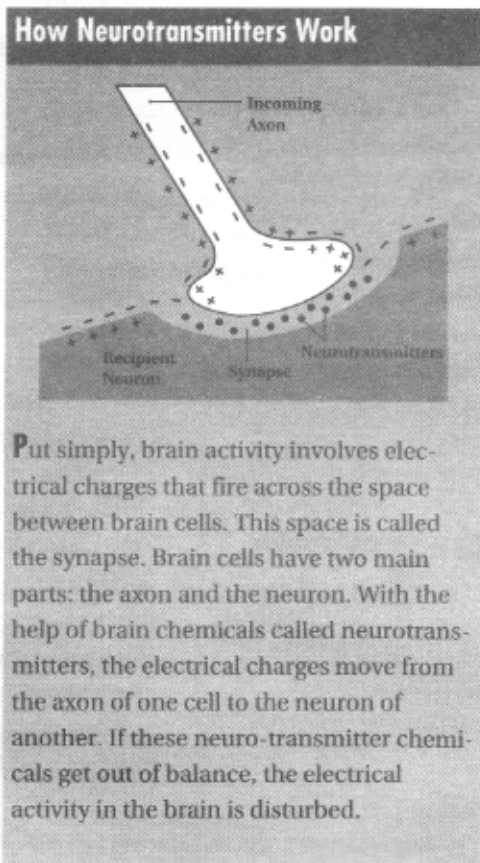 How Neurotransmitters Work
Incoming
Axon
Recipient
Neuron
Synapse
Neurotransmitters
Put simply, brain activity involves elec-
trical charges that fire across the space
between brain cells. This space is called
the synapse. Brain cells have two main
parts: the axon and the neuron. With the
help of brain chemicals called neurotrans-
mitters, the electrical charges move from
the axon of one cell to the neuron of
another. If these neuro-transmitter chemi-
cals get out of balance, the electrical
activity in the brain is disturbed.